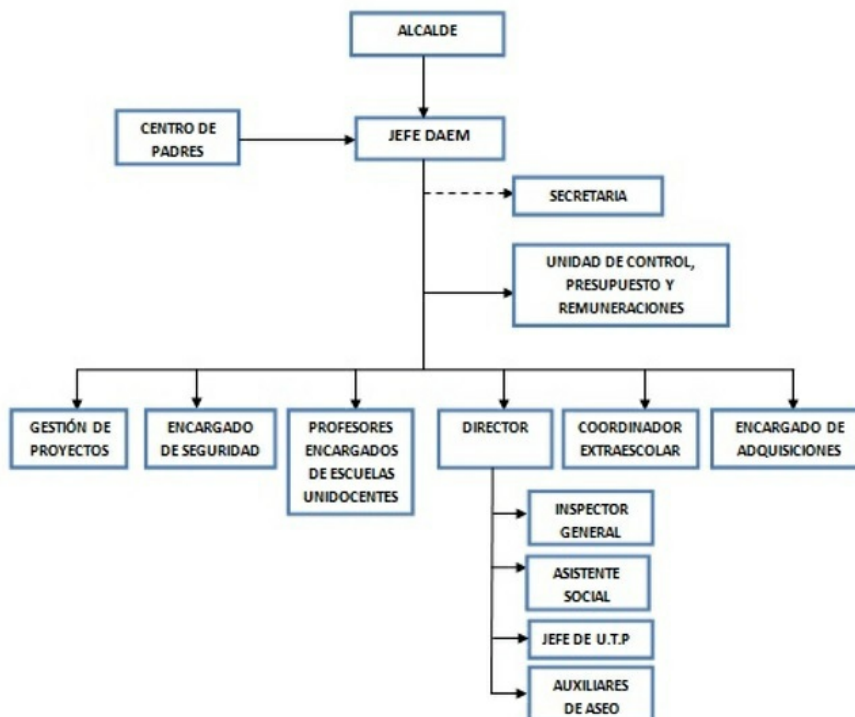 ALCALDE
CENTRO DE
PADRES
JEFE DAEM
SECRETARIA
UNIDAD DE CONTROL,
PRESUPUESTO Y
REMUNERACIONES
GESTIÓN DE
PROYECTOS
ENCARGADO
DE SEGURIDAD
PROFESORES
ENCARGADOS
DE ESCUELAS
UNIDOCENTES
DIRECTOR
COORDINADOR
EXTRAESCOLAR
ENCARGADO DE
ADQUISICIONES
INSPECTOR
GENERAL
ASISTENTE
SOCIAL
JEFE DE U.T.P
AUXILIARES
DE ASEO